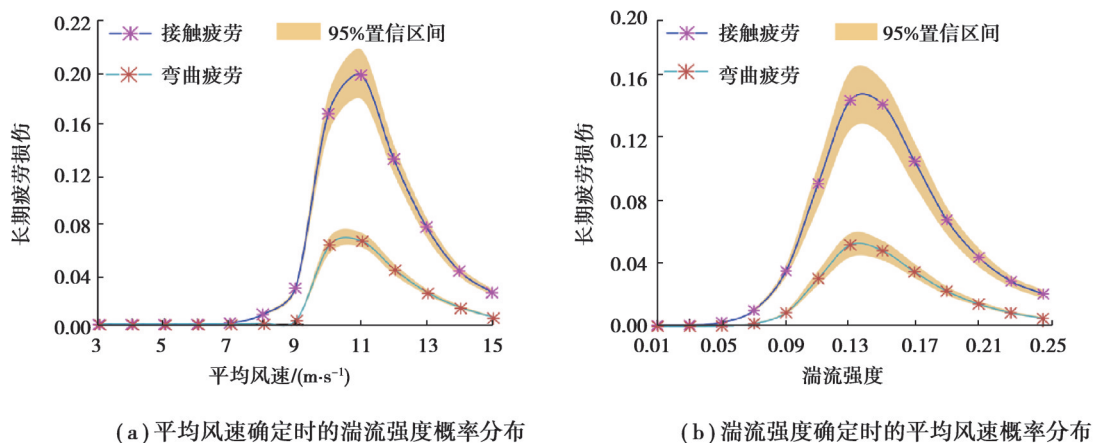 0.22
0.20
0.16
0.12
0.08
0.04
0.00
长期疲劳损伤
接触疲劳
95%置信区间
弯曲疲劳
3 5 7 9 11 13 15
平均风速/(m·s⁻¹)
(a)平均风速确定时的湍流强度概率分布
0.20
0.16
0.12
0.08
0.04
0.00
长期疲劳损伤
接触疲劳
95%置信区间
弯曲疲劳
0.01 0.05 0.09 0.13 0.17 0.21 0.25
湍流强度
(b)湍流强度确定时的平均风速概率分布